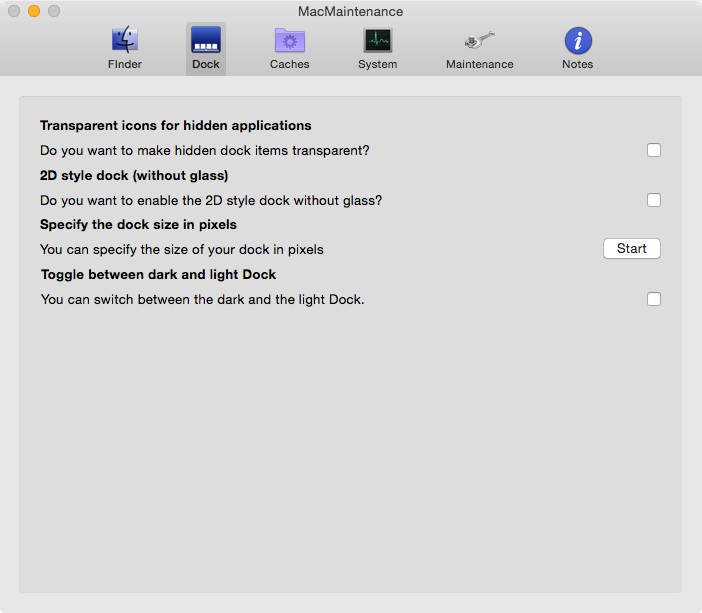 MacMaintenance
FInder
Dock
Caches
System
Maintenance
Notes
Transparent icons for hidden applications
Do you want to make hidden dock items transparent?
2D style dock (without glass)
Do you want to enable the 2D style dock without glass?
Specify the dock size in pixels
You can specify the size of your dock in pixels
Start
Toggle between dark and light Dock
You can switch between the dark and the light Dock.